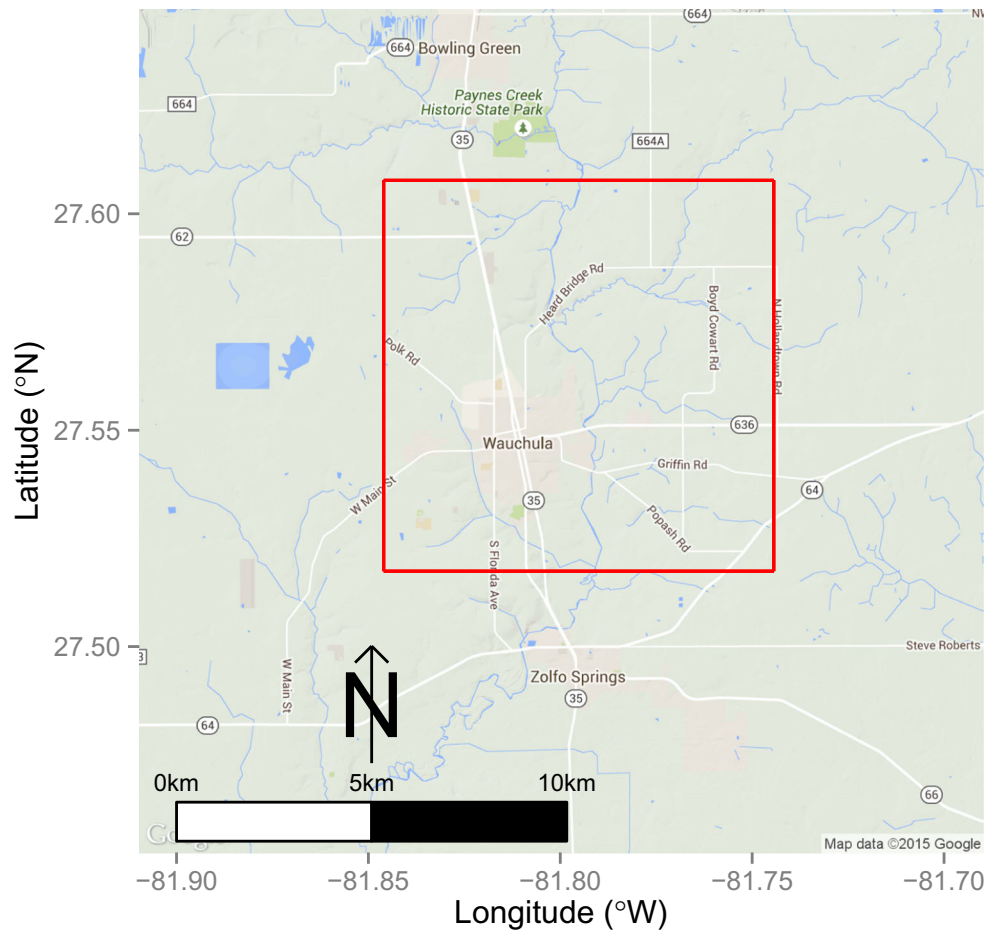 664
NW
664
Bowling Green
Paynes Creek
Historic State Park
664
35
664A
27.60
62
Heard Bridge Rd
Boyd Cowart Rd
N Hollandtown Rd
Polk Rd
Latitude (°N)
27.55
636
Wauchula
Griffin Rd
64
W Main St
35
Popash Rd
S Florida Ave
27.50
Steve Roberts
W Main St
Zolfo Springs
N
35
64
0km
5km
10km
66
Map data ©2015 Google
−81.90
−81.85
−81.80
−81.75
−81.70
Longitude (°W)